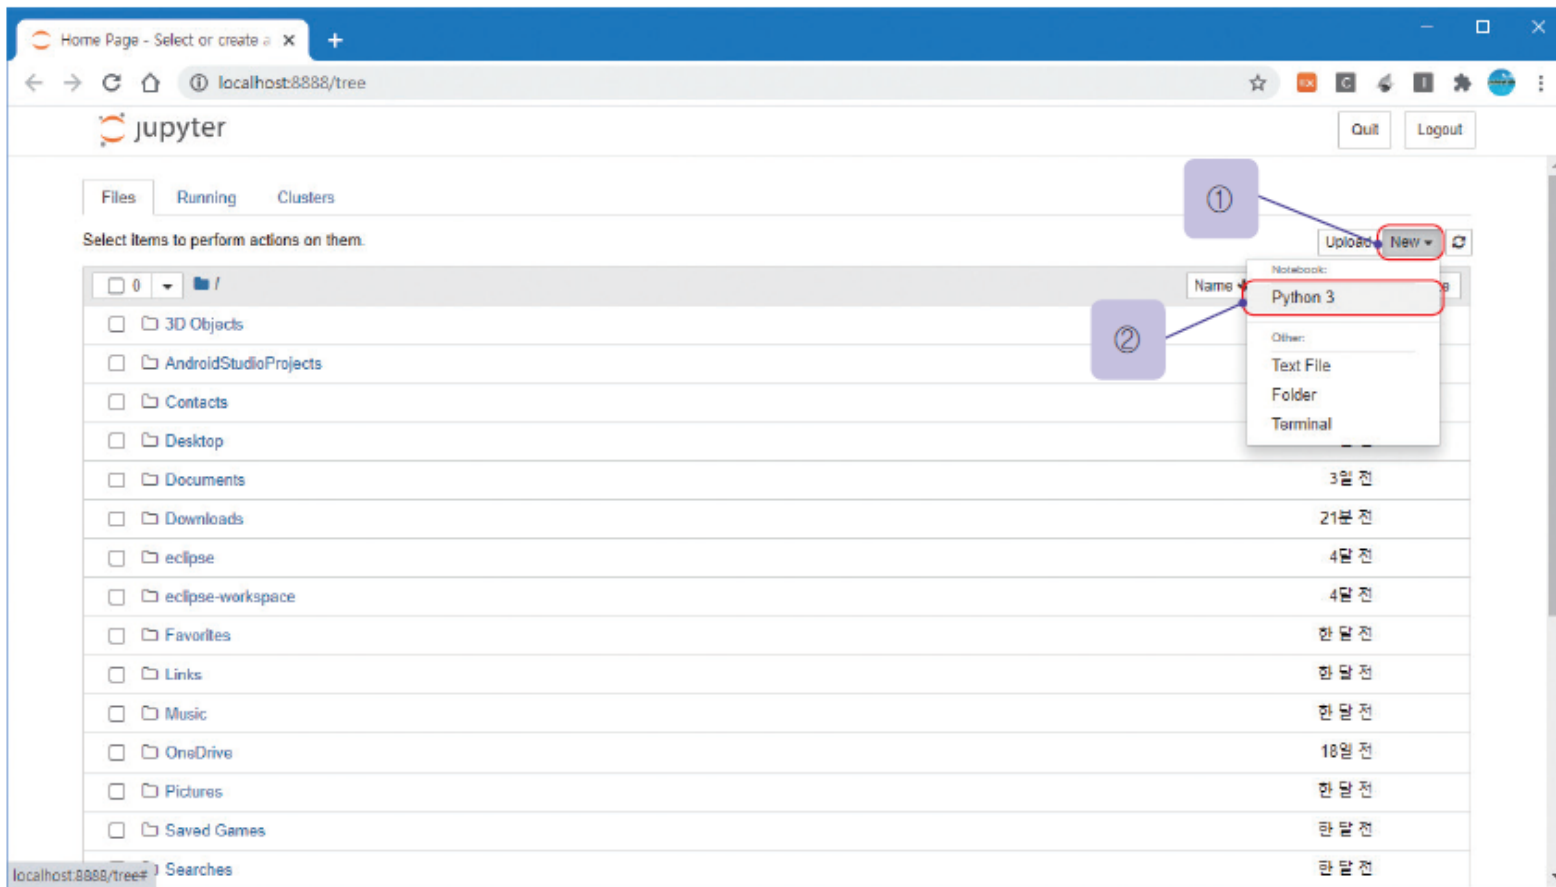 Home Page - Select or create a
localhost:8888/tree
jupyter
Quit
Logout
Files
Running
Clusters
①
Select items to perform actions on them.
Upload
New
Notebook:
0
/
Name
Python 3
②
Other:
Text File
Folder
Terminal
3D Objects
AndroidStudioProjects
Contacts
Desktop
Documents
3일 전
Downloads
21분 전
eclipse
4달 전
eclipse-workspace
4달 전
Favorites
한 달 전
Links
한 달 전
Music
한 달 전
OneDrive
18일 전
Pictures
한 달 전
Saved Games
한 달 전
Searches
한 달 전
localhost:8888/tree#